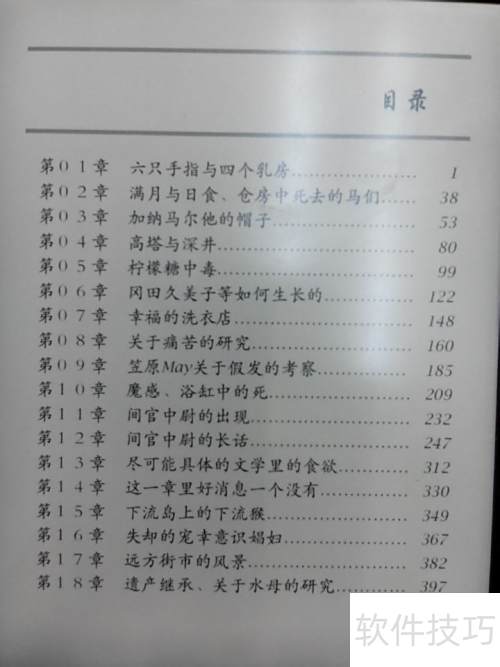 目录
第01章 六只手指与四个乳房.................. 1
第02章 满月与日食、仓房中死去的马们...... 38
第03章 加纳马尔他的帽子.................... 53
第04章 高塔与深井.......................... 80
第05章 柠檬糖中毒.......................... 99
第06章 冈田久美子等如何生长的............ 122
第07章 幸福的洗衣店........................ 148
第08章 关于痛苦的研究...................... 160
第09章 笠原May关于假发的考察............ 185
第10章 魔感、浴缸中的死.................... 209
第11章 间官中尉的出现...................... 232
第12章 间官中尉的长话...................... 247
第13章 尽可能具体的文学里的食欲.......... 312
第14章 这一章里好消息一个没有............ 330
第15章 下流岛上的下流猴.................... 349
第16章 失却的宠幸意识娼妇................ 367
第17章 远方街市的风景...................... 382
第18章 遗产继承、关于水母的研究.......... 397
软件技巧